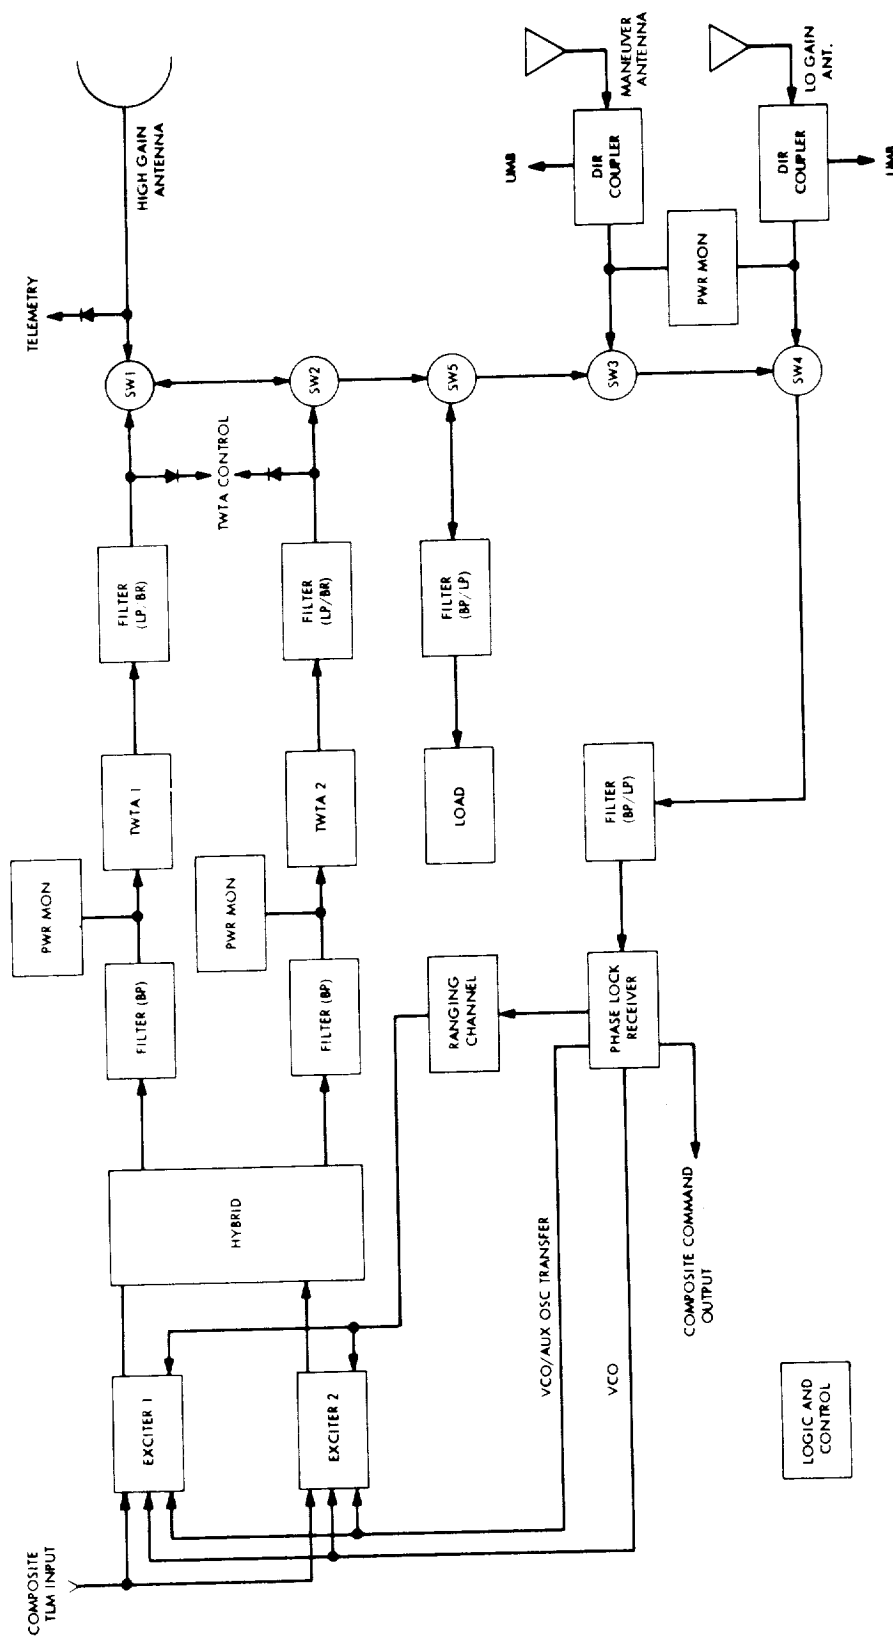 COMPOSITE
TLM INPUT
EXCITER 1
EXCITER 2
HYBRID
FILTER (BP)
FILTER (BP)
PWR MON
PWR MON
TWTA 1
TWTA 2
FILTER
(LP/BR)
FILTER
(LP/BR)
TWTA CONTROL
TELEMETRY
SW1
SW2
SW5
SW3
SW4
HIGH GAIN
ANTENNA
LOAD
FILTER
(BP/LP)
RANGING
CHANNEL
PHASE LOCK
RECEIVER
FILTER
(BP/LP)
UMB
DIR
COUPLER
MANEUVER
ANTENNA
PWR MON
DIR
COUPLER
LO GAIN
ANT.
UMB
VCO/AUX OSC TRANSFER
VCO
COMPOSITE COMMAND
OUTPUT
LOGIC AND
CONTROL